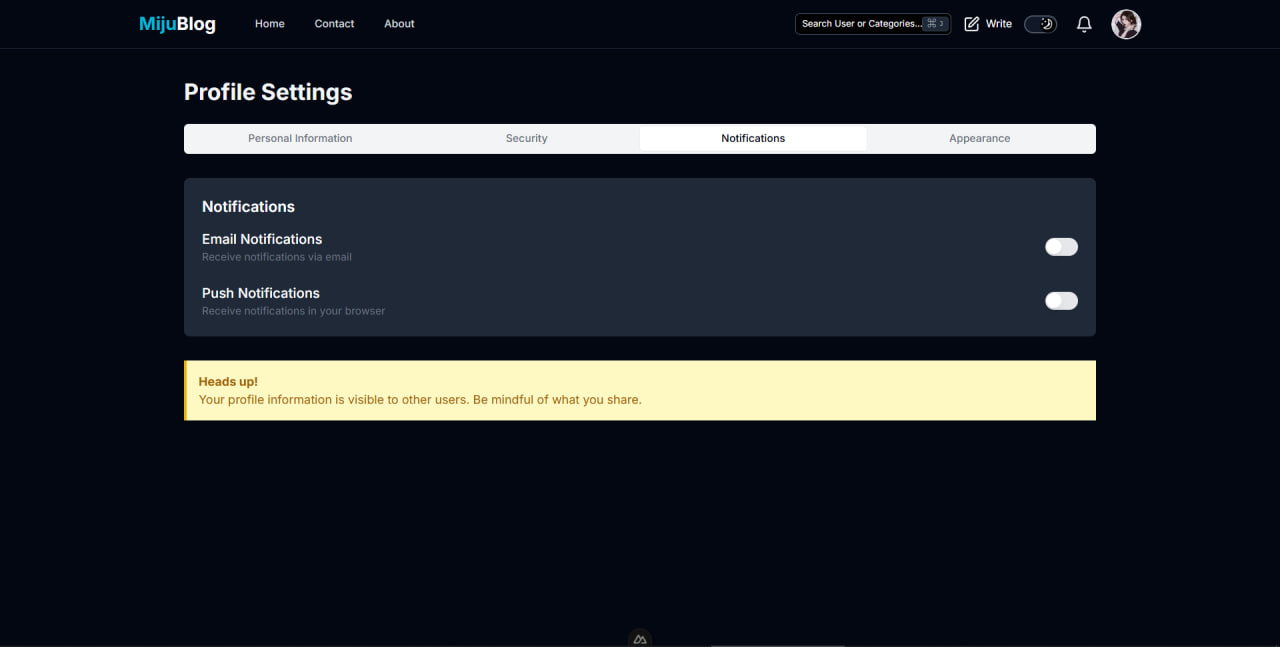 MijuBlog
Home
Contact
About
Search User or Categories...
⌘ J
Write
Profile Settings
Personal Information
Security
Notifications
Appearance
Notifications
Email Notifications
Receive notifications via email
Push Notifications
Receive notifications in your browser
Heads up!
Your profile information is visible to other users. Be mindful of what you share.